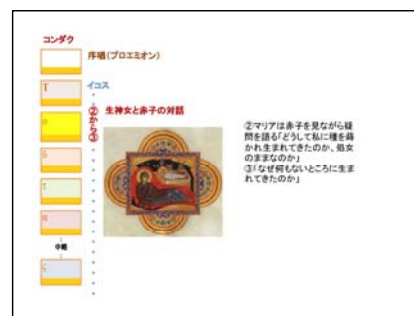 コンダク
序唱(プロエミオン)
イコス
②から③
生神女と赤子の対話
②マリアは赤子を見ながら疑
問を語る「どうして私に種を蒔
かれ生まれてきたのか、処女
のままなのか」
③「なぜ何もないところに生ま
れてきたのか」
T
o
τ
α
中略